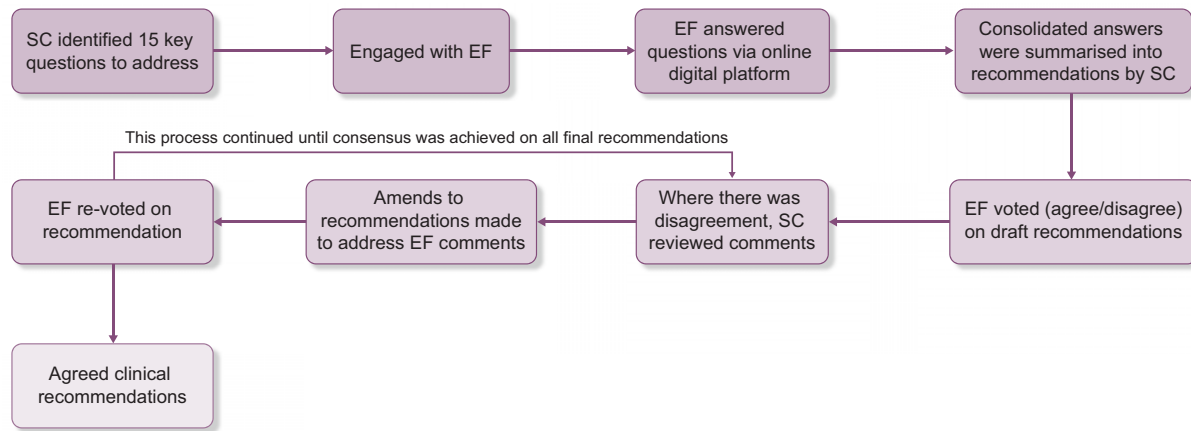 SC identified 15 key
questions to address
Engaged with EF
EF answered
questions via online
digital platform
Consolidated answers
were summarised into
recommendations by SC
This process continued until consensus was achieved on all final recommendations
EF voted (agree/disagree)
on draft recommendations
Where there was
disagreement, SC
reviewed comments
Amends to
recommendations made
to address EF comments
EF re-voted on
recommendation
Agreed clinical
recommendations